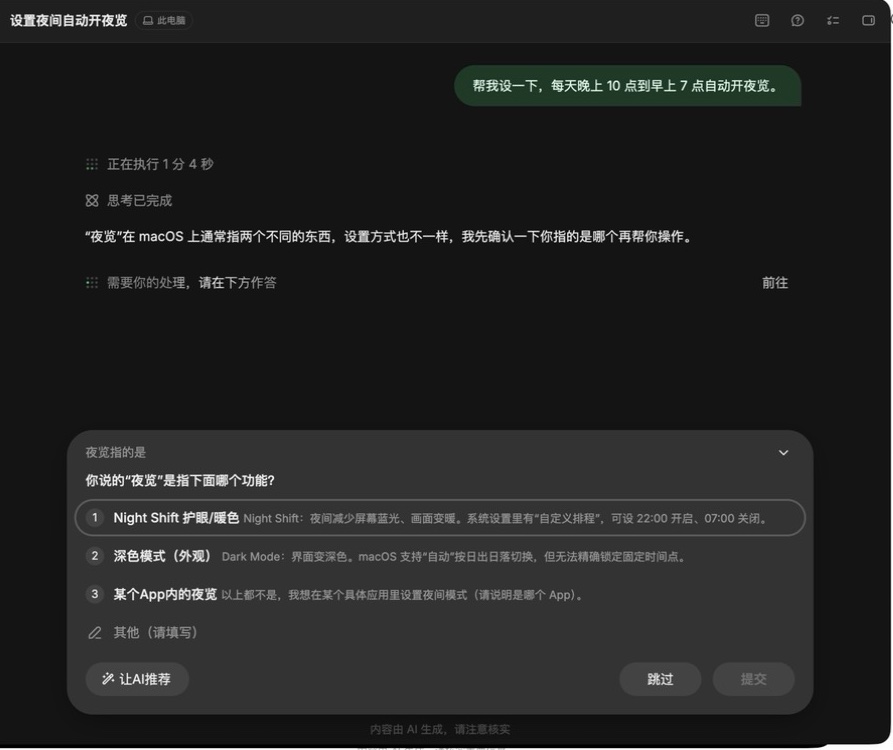 设置夜间自动开夜览 此电脑
帮我设一下，每天晚上 10 点到早上 7 点自动开夜览。
正在执行 1 分 4 秒
思考已完成
“夜览”在 macOS 上通常指两个不同的东西，设置方式也不一样，我先确认一下你指的是哪个再帮你操作。
需要你的处理，请在下方作答 前往
夜览指的是
你说的“夜览”是指下面哪个功能?
1 Night Shift 护眼/暖色 Night Shift：夜间减少屏幕蓝光、画面变暖。系统设置里有“自定义排程”，可设 22:00 开启、07:00 关闭。
2 深色模式（外观） Dark Mode：界面变深色。macOS 支持“自动”按日出日落切换，但无法精确锁定固定时间点。
3 某个App内的夜览 以上都不是，我想在某个具体应用里设置夜间模式（请说明是哪个 App）。
其他（请填写）
让AI推荐 跳过 提交
内容由 AI 生成，请注意核实